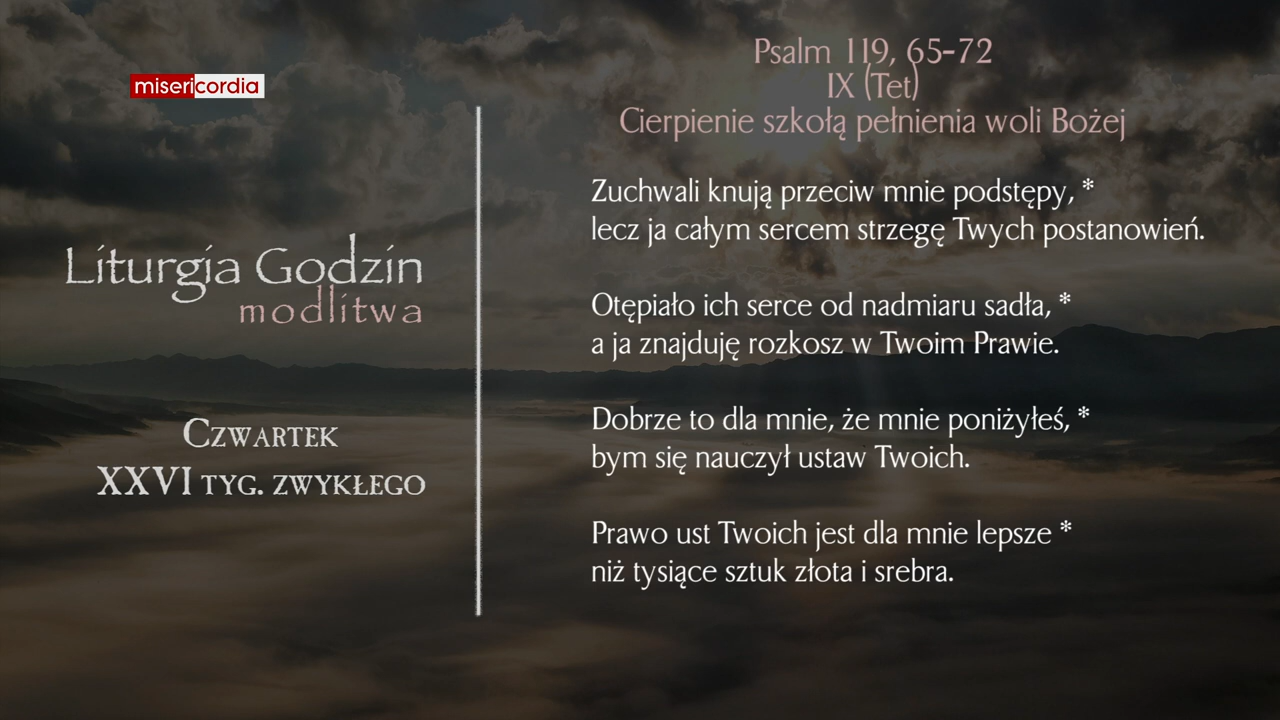 misericordia
Liturgia Godzin
modlitwa
Czwartek
XXVI tyg. zwykłego
Psalm 119, 65-72
IX (Tet)
Cierpienie szkołą pełnienia woli Bożej
Zuchwali knują przeciw mnie podstępy, *
lecz ja całym sercem strzegę Twych postanowień.
Otępiało ich serce od nadmiaru sadła, *
a ja znajduję rozkosz w Twoim Prawie.
Dobrze to dla mnie, że mnie poniżyłeś, *
bym się nauczył ustaw Twoich.
Prawo ust Twoich jest dla mnie lepsze *
niż tysiące sztuk złota i srebra.